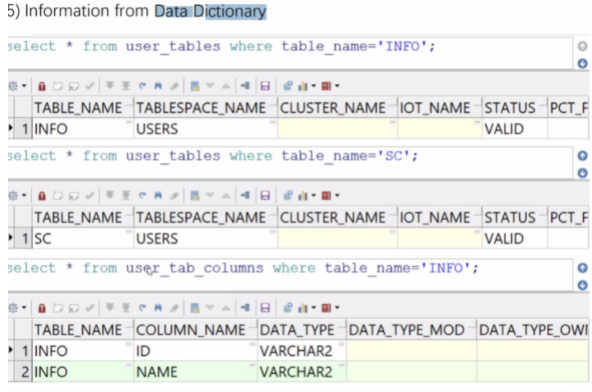 5) Information from Data Dictionary
select * from user_tables where table_name='INFO';
TABLE_NAME TABLESPACE_NAME CLUSTER_NAME IOT_NAME STATUS PCT_F
1 INFO USERS VALID
select * from user_tables where table_name='SC';
TABLE_NAME TABLESPACE_NAME CLUSTER_NAME IOT_NAME STATUS PCT_F
1 SC USERS VALID
select * from user_tab_columns where table_name='INFO';
TABLE_NAME COLUMN_NAME DATA_TYPE DATA_TYPE_MOD DATA_TYPE_OWN
1 INFO ID VARCHAR2
2 INFO NAME VARCHAR2